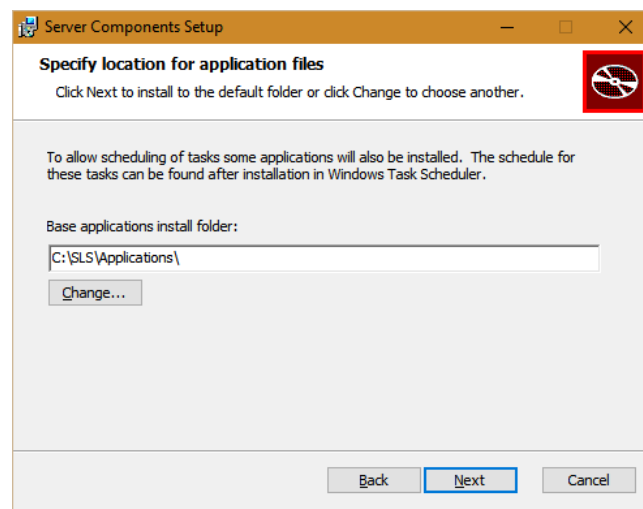 Server Components Setup
Specify location for application files
Click Next to install to the default folder or click Change to choose another.
To allow scheduling of tasks some applications will also be installed.  The schedule for
these tasks can be found after installation in Windows Task Scheduler.
Base applications install folder:
C:\SLS\Applications\
Change...
Back Next Cancel